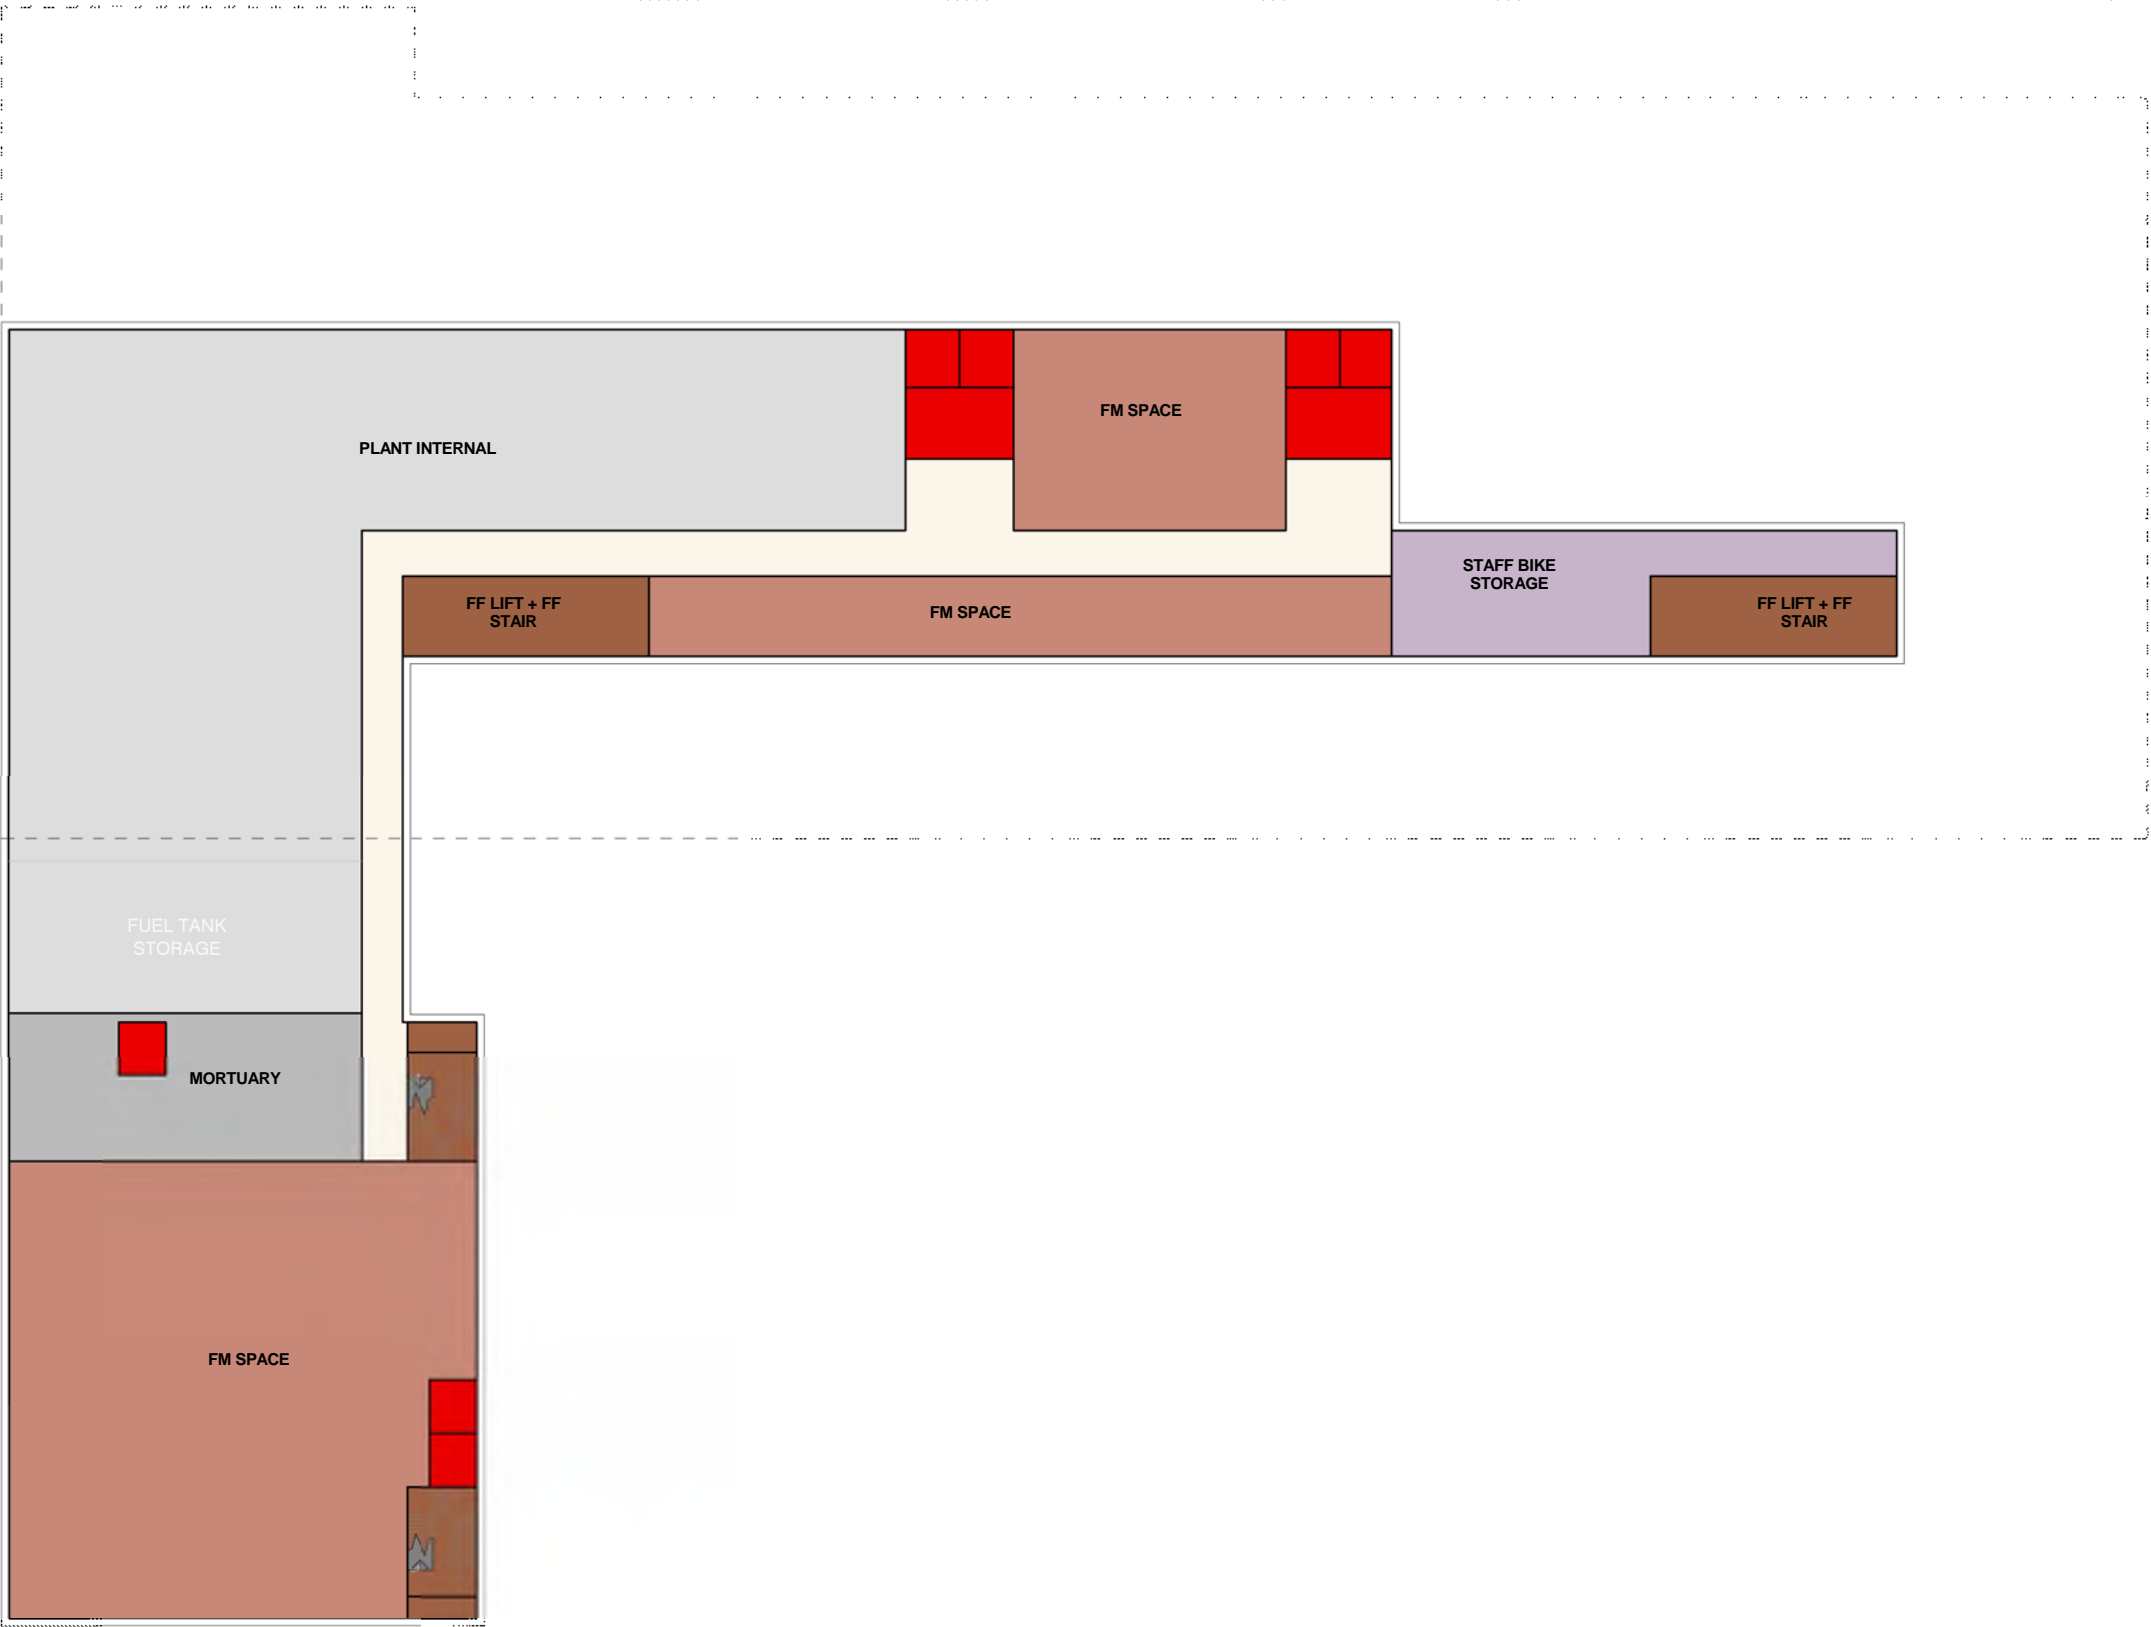 FM SPACE
PLANT INTERNAL
STAFF BIKE
STORAGE
FF LIFT + FF
STAIR
FM SPACE
FF LIFT + FF
STAIR
FUEL TANK
STORAGE
MORTUARY
FM SPACE